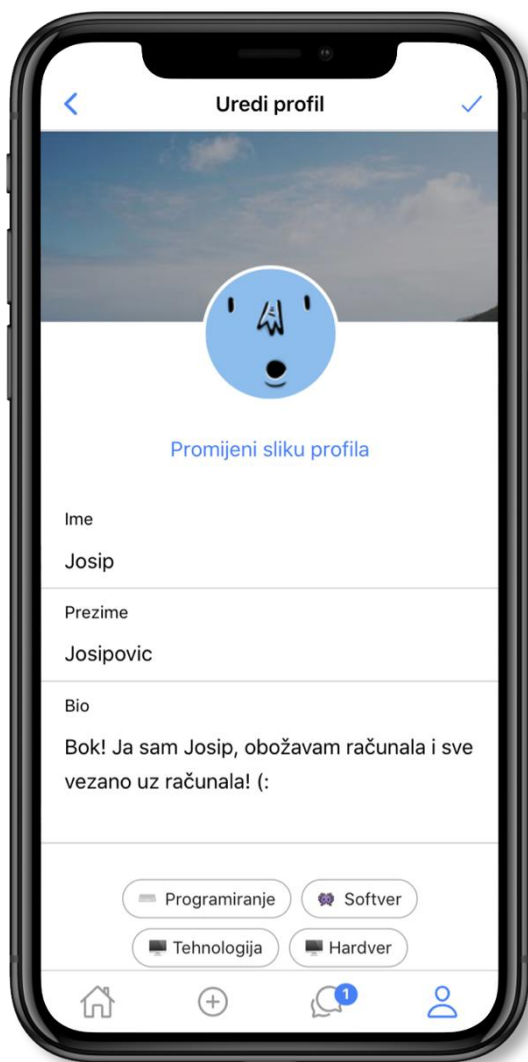 Uredi profil
Promijeni sliku profila
Ime
Josip
Prezime
Josipovic
Bio
Bok! Ja sam Josip, obožavam računala i sve
vezano uz računala! (:
Programiranje
Softver
Tehnologija
Hardver
1